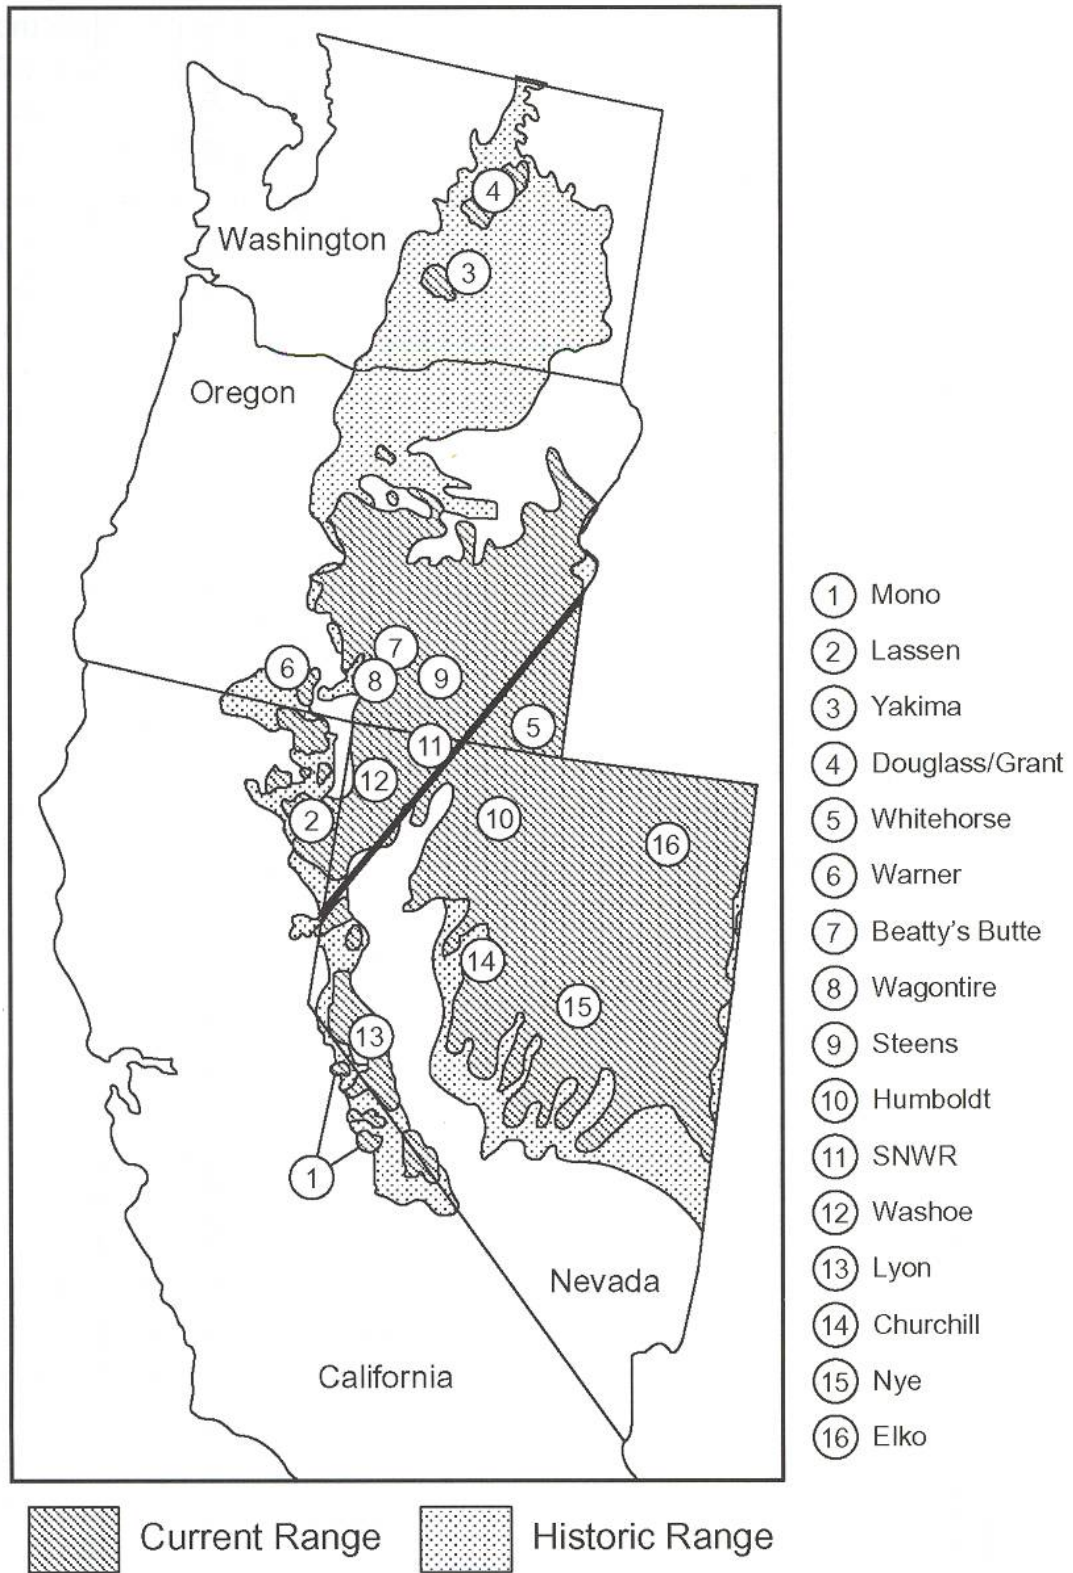 Washington
4
3
Oregon
7
6
8
9
5
11
12
2
10
16
14
15
13
1
Nevada
California
1 Mono
2 Lassen
3 Yakima
4 Douglass/Grant
5 Whitehorse
6 Warner
7 Beatty's Butte
8 Wagontire
9 Steens
10 Humboldt
11 SNWR
12 Washoe
13 Lyon
14 Churchill
15 Nye
16 Elko
Current Range
Historic Range